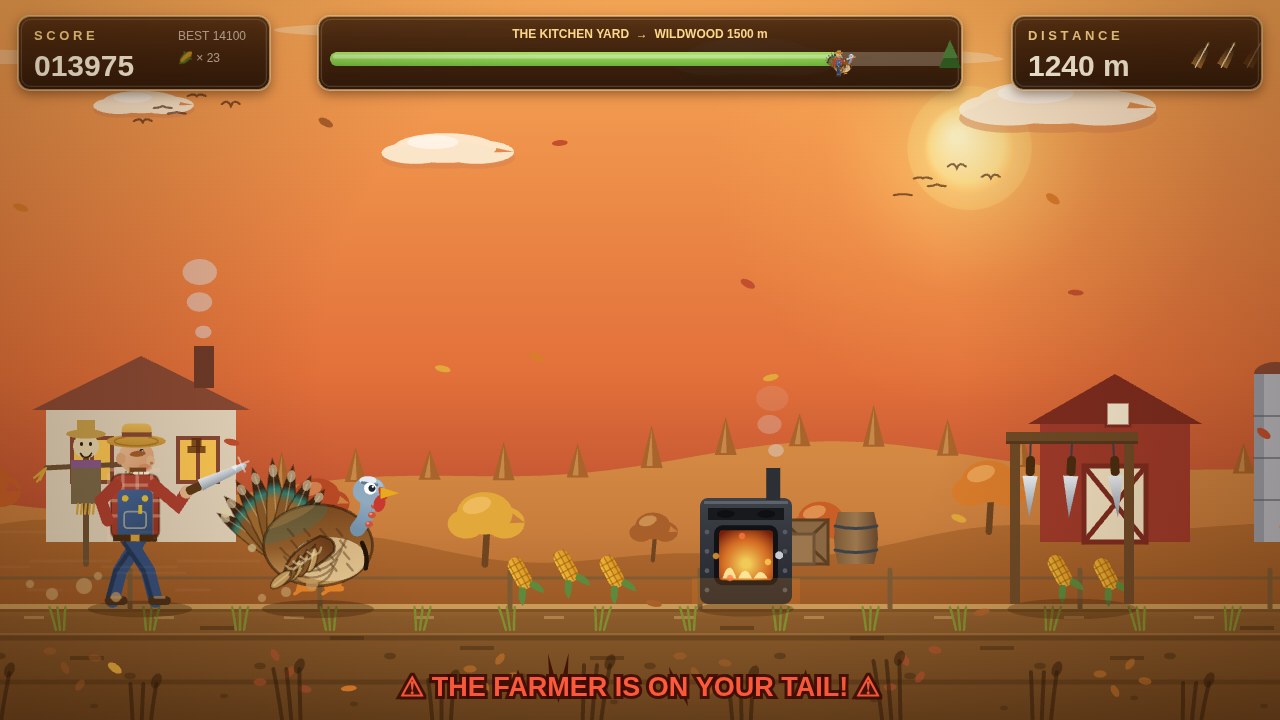 SCORE
013975
BEST 14100
× 23
THE KITCHEN YARD → WILDWOOD 1500 m
DISTANCE
1240 m
⚠ THE FARMER IS ON YOUR TAIL! ⚠